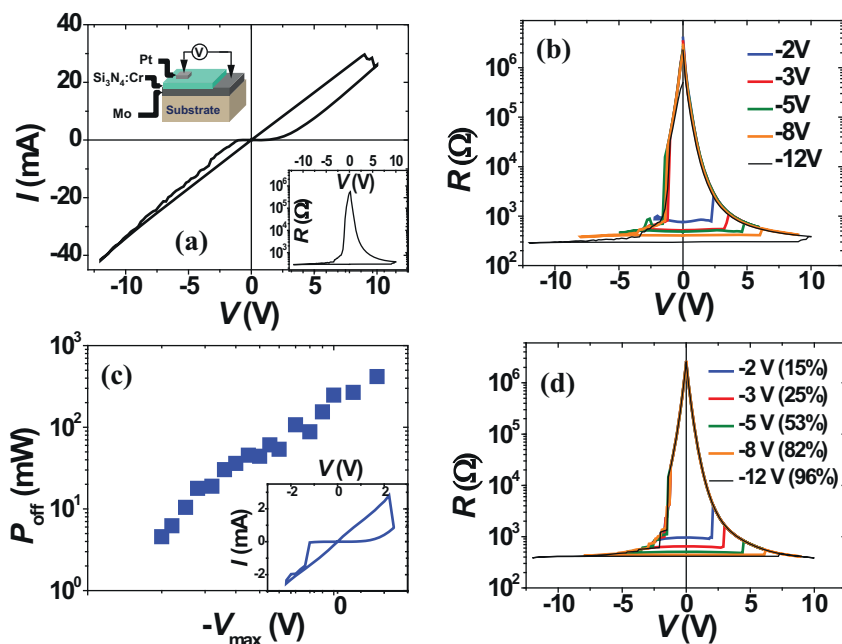 40
20
0
-20
-40
I (mA)
-10
-5
0
5
10
V (V)
(a)
Pt
Si3N4:Cr
Mo
V
Substrate
-10 -5 0 5 10
V (V)
10^6
10^5
10^4
10^3
R (Ω)
(b)
10^6
10^5
10^4
10^3
10^2
R (Ω)
-10
-5
0
5
10
V (V)
-2V
-3V
-5V
-8V
-12V
(c)
10^3
10^2
10^1
10^0
P_off (mW)
0
-V_max (V)
V (V)
-2 0 2
2
0
-2
I (mA)
(d)
10^6
10^5
10^4
10^3
10^2
R (Ω)
-10
-5
0
5
10
V (V)
-2 V (15%)
-3 V (25%)
-5 V (53%)
-8 V (82%)
-12 V (96%)